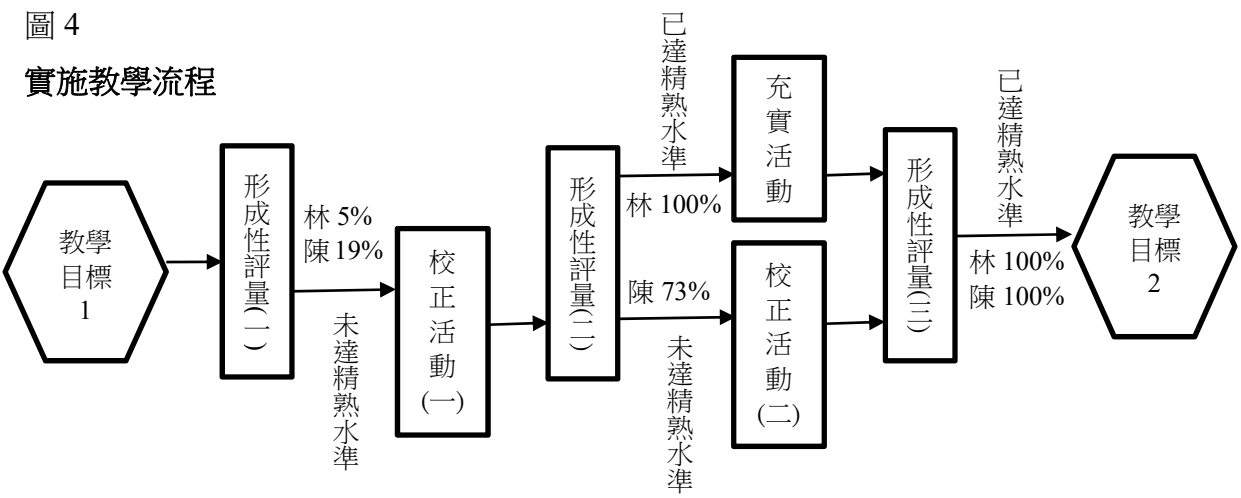 圖 4
實施教學流程
教學
目標
1
形成性評量(一)
林 5%
陳 19%
未達精熟水準
校正活動
(一)
形成性評量(二)
已達精熟水準
林 100%
陳 73%
未達精熟水準
充實活動
校正活動
(二)
形成性評量(三)
已達精熟水準
林 100%
陳 100%
教學
目標
2